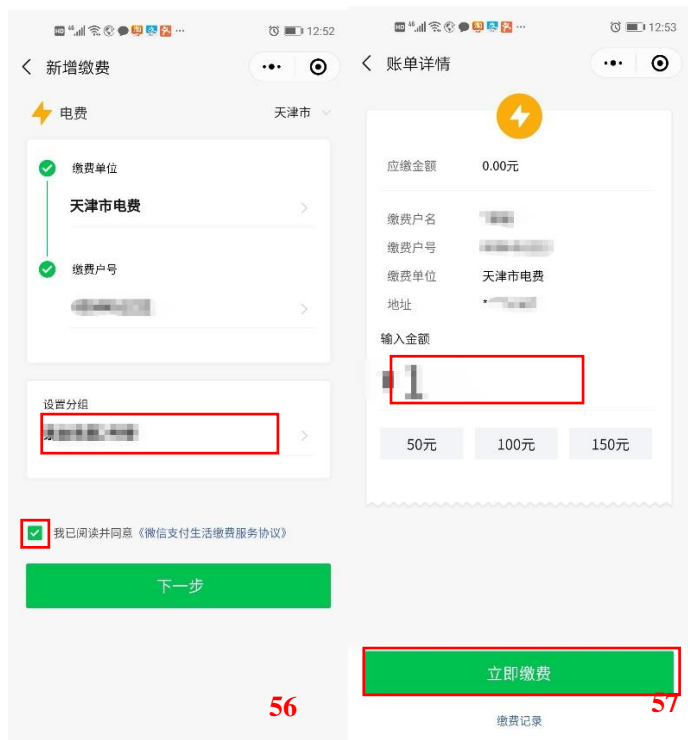 12:52
新增缴费
电费
天津市
缴费单位
天津市电费
缴费户号
设置分组
我已阅读并同意《微信支付生活缴费服务协议》
下一步
56
12:53
账单详情
应缴金额 0.00元
缴费户名
缴费户号
缴费单位 天津市电费
地址
输入金额
1
50元 100元 150元
立即缴费
57
缴费记录